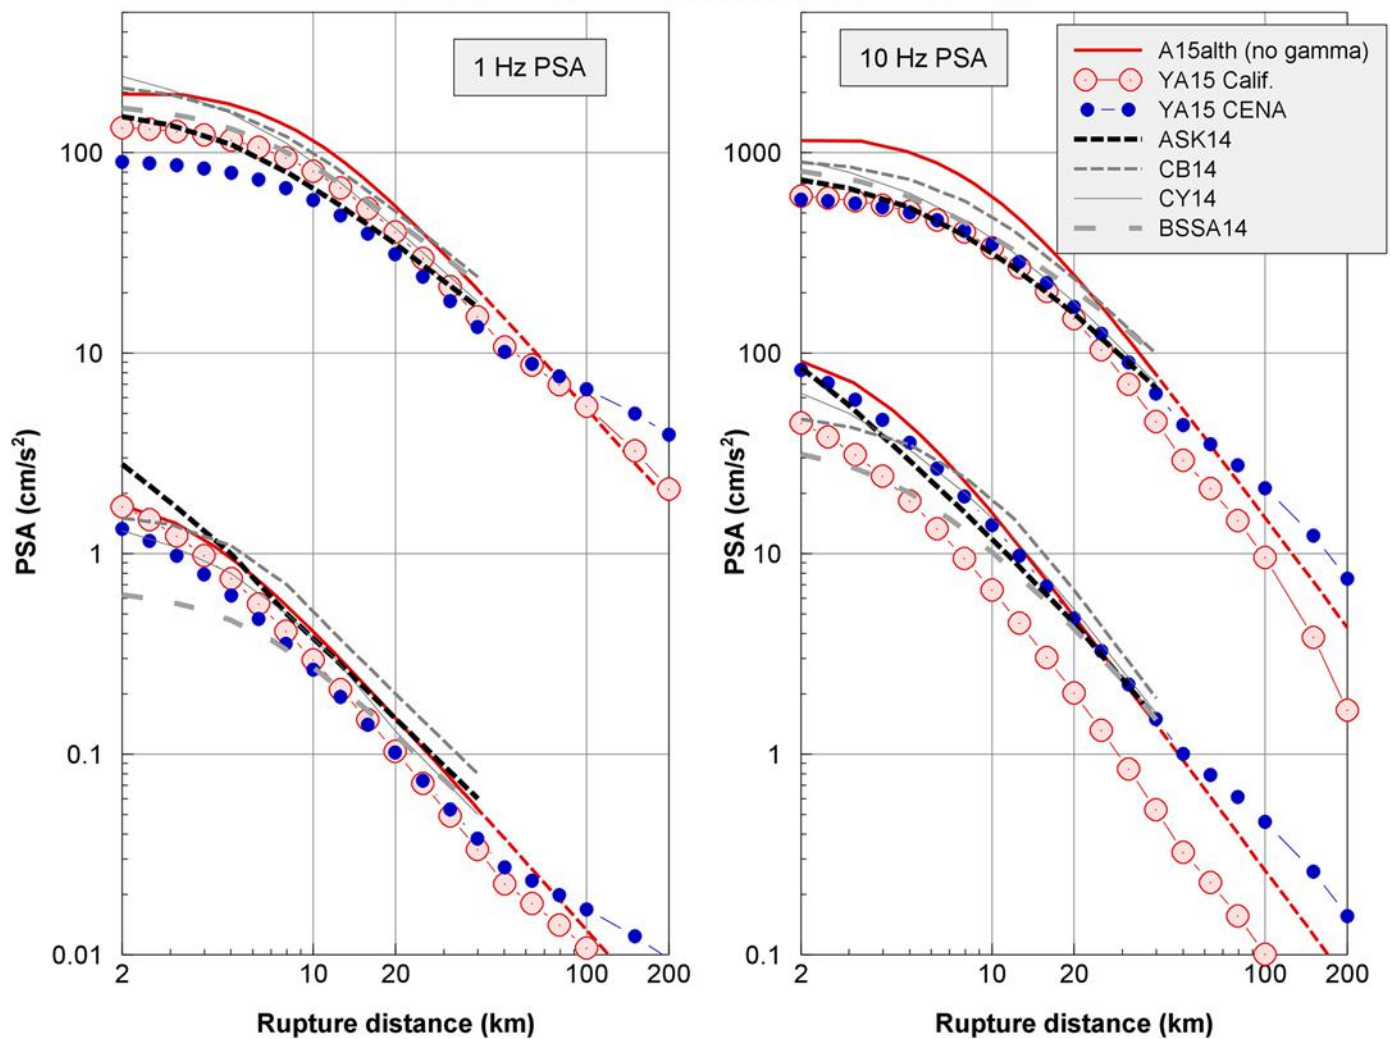 1 Hz PSA
10 Hz PSA
A15alth (no gamma)
YA15 Calif.
YA15 CENA
ASK14
CB14
CY14
BSSA14
PSA (cm/s²)
100
10
1
0.1
0.01
2
10
20
100
200
Rupture distance (km)
PSA (cm/s²)
1000
100
10
1
0.1
2
10
20
100
200
Rupture distance (km)